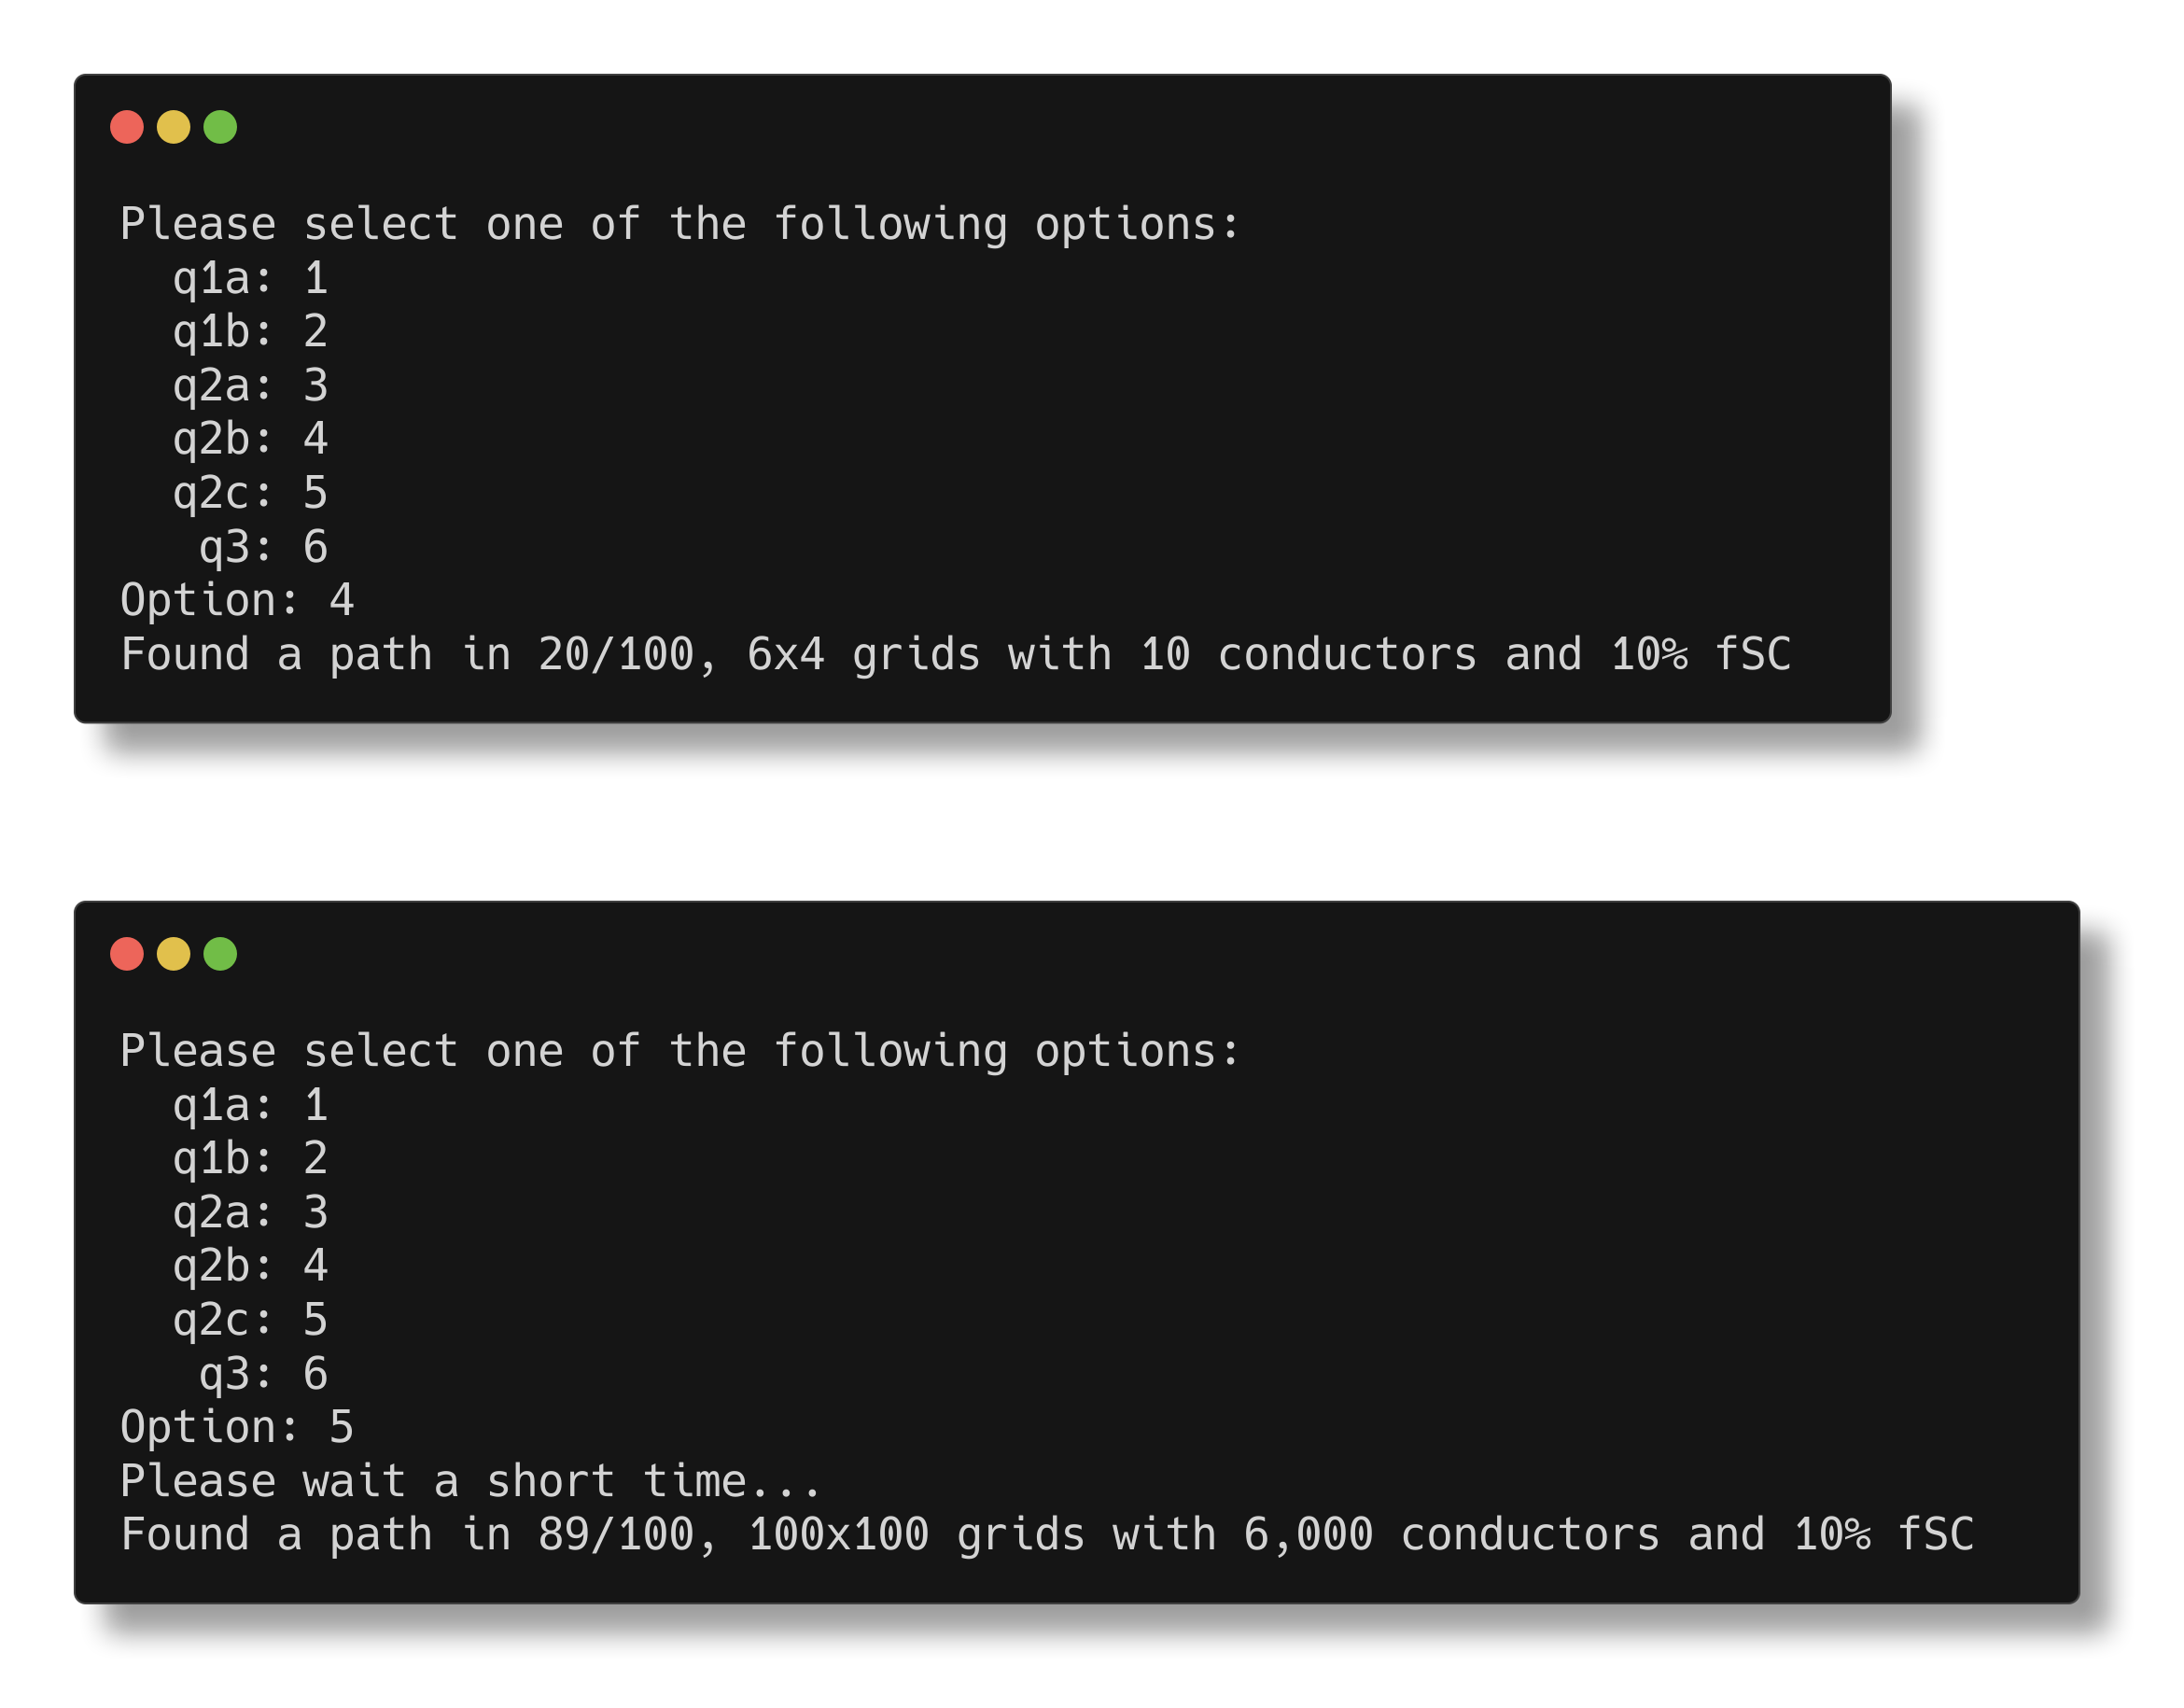 Please select one of the following options:
  q1a: 1
  q1b: 2
  q2a: 3
  q2b: 4
  q2c: 5
   q3: 6
Option: 4
Found a path in 20/100, 6x4 grids with 10 conductors and 10% fSC
Please select one of the following options:
  q1a: 1
  q1b: 2
  q2a: 3
  q2b: 4
  q2c: 5
   q3: 6
Option: 5
Please wait a short time...
Found a path in 89/100, 100x100 grids with 6,000 conductors and 10% fSC